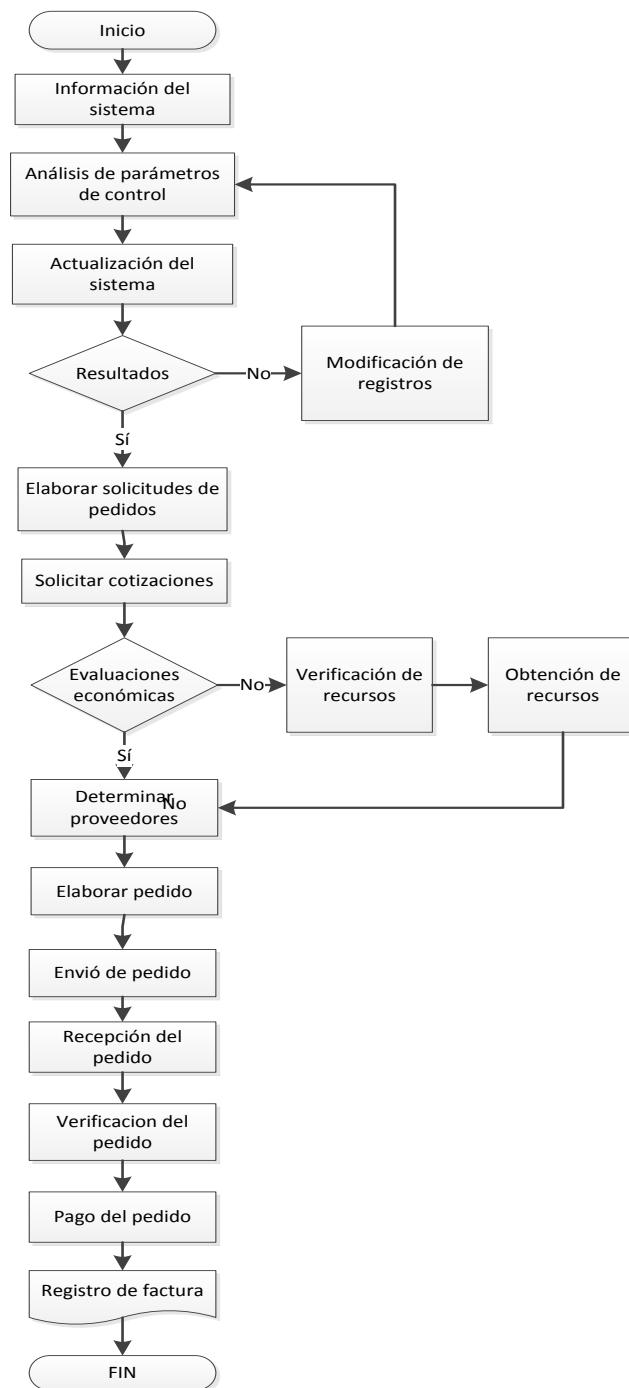 Inicio
Información del
sistema
Análisis de parámetros
de control
Actualización del
sistema
Resultados
No
Modificación de
registros
Sí
Elaborar solicitudes de
pedidos
Solicitar cotizaciones
Evaluaciones
económicas
No
Verificación de
recursos
Obtención de
recursos
Sí
Determinar
No
proveedores
Elaborar pedido
Envió de pedido
Recepción del
pedido
Verificacion del
pedido
Pago del pedido
Registro de factura
FIN